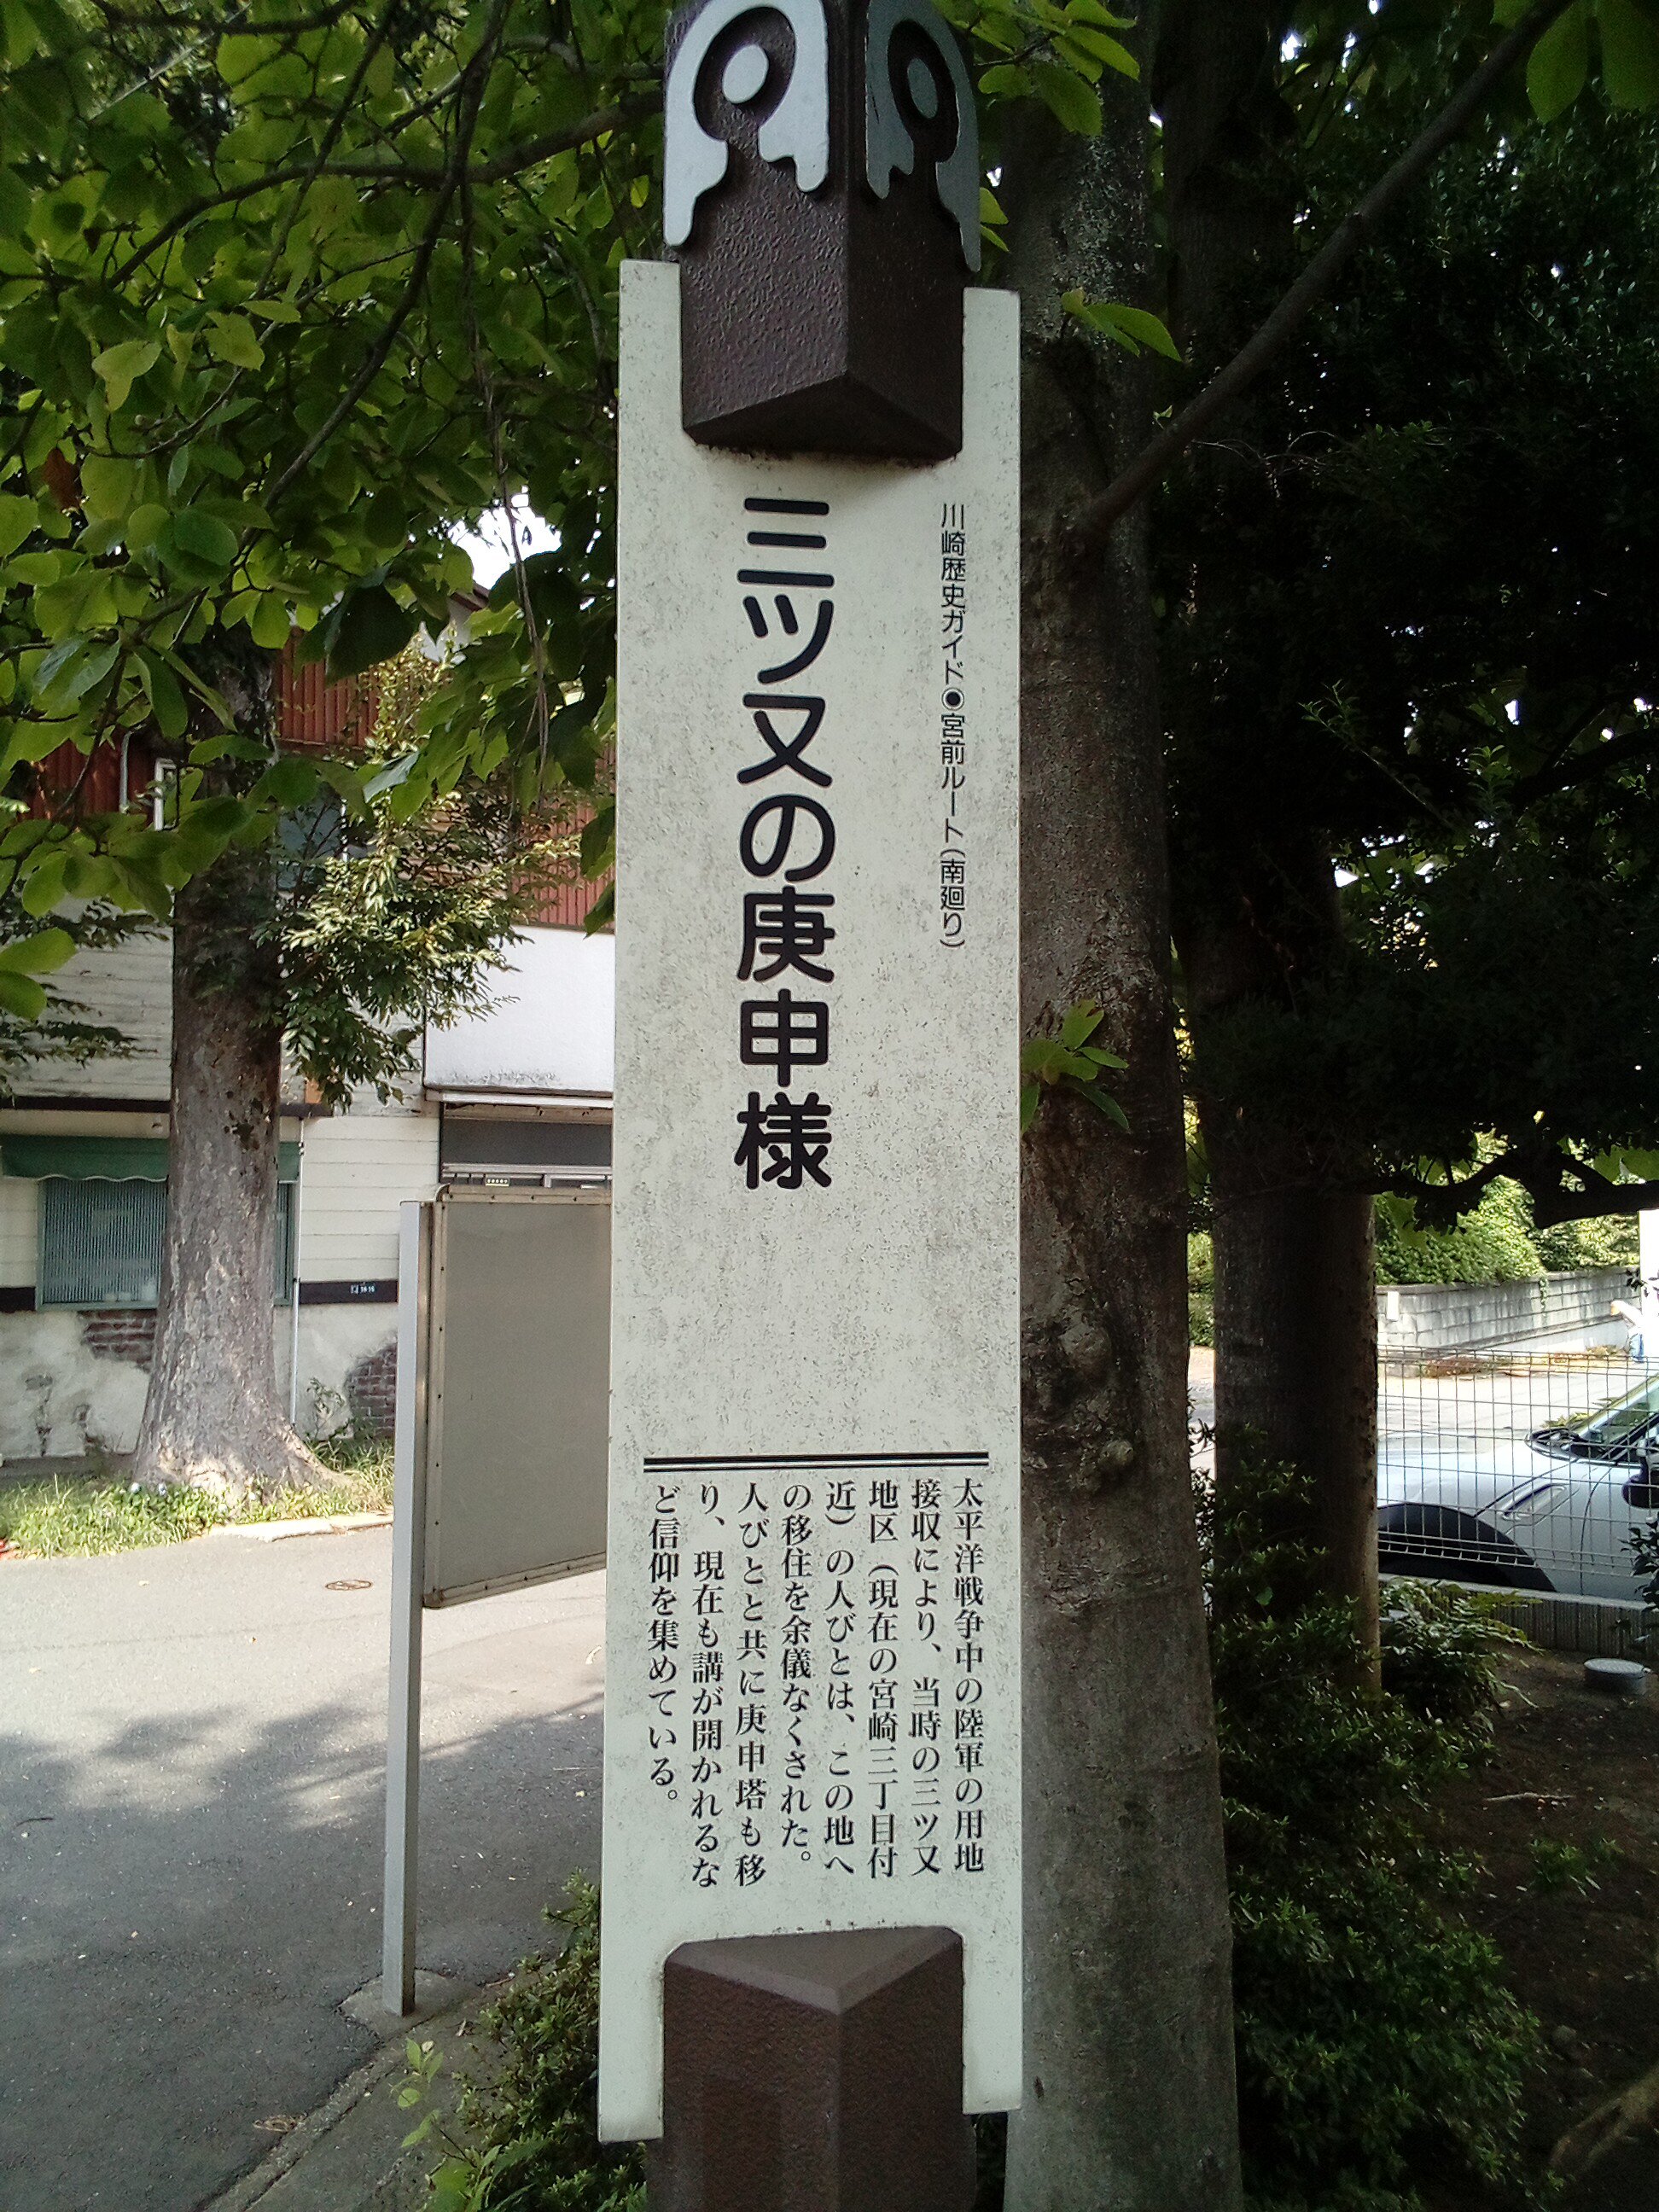 川崎歴史ガイド◉宮前ルート(南廻り)
三ツ又の庚申様
太平洋戦争中の陸軍の用地
接収により、当時の三ツ又
地区(現在の宮崎三丁目付
近)の人びとは、この地へ
の移住を余儀なくされた。
人びとと共に庚申塔も移
り、現在も講が開かれるな
ど信仰を集めている。